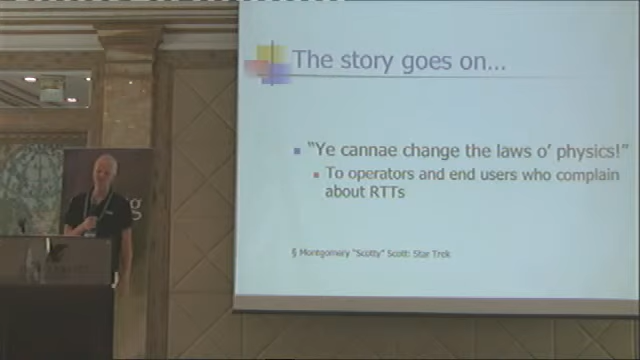 The story goes on...
"Ye cannae change the laws o' physics!"
To operators and end users who complain
about RTTs
§ Montgomery "Scotty" Scott: Star Trek